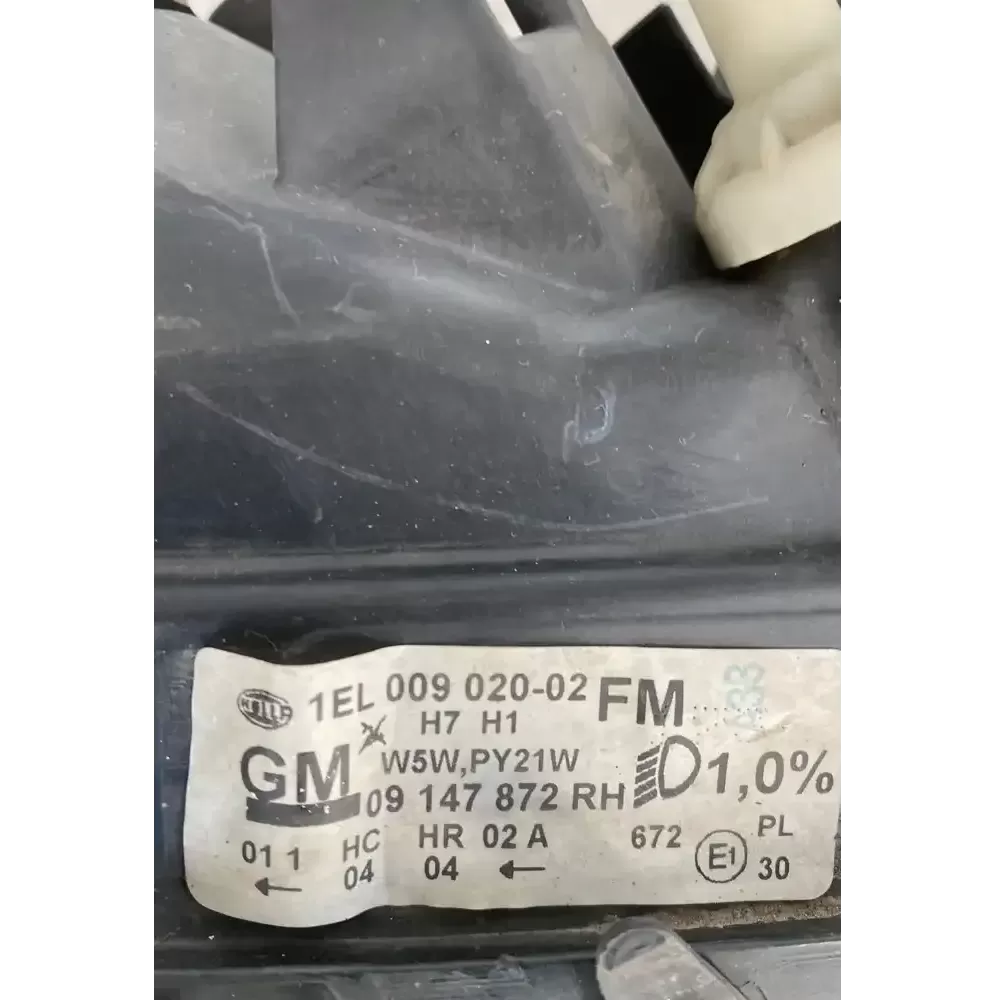 HELLA 1EL 009 020-02 FM
H7 H1
GM W5W,PY21W
09 147 872 RH 1,0%
01 1 HC HR 02 A 672 E1 PL
04 04 30